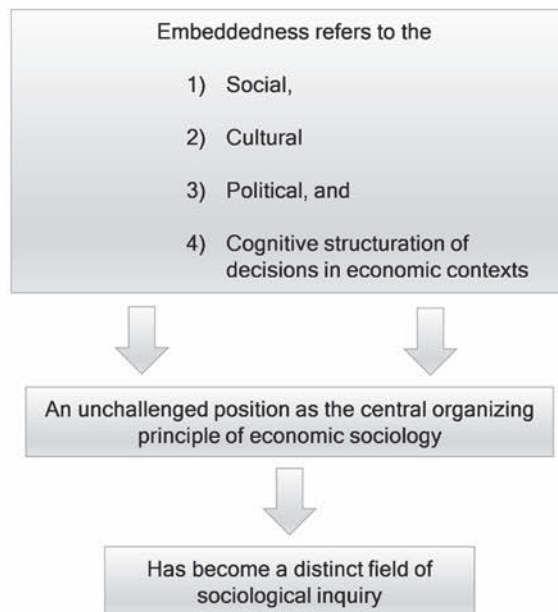 Embeddedness refers to the
1) Social,
2) Cultural
3) Political, and
4) Cognitive structuration of
decisions in economic contexts
An unchallenged position as the central organizing
principle of economic sociology
Has become a distinct field of
sociological inquiry